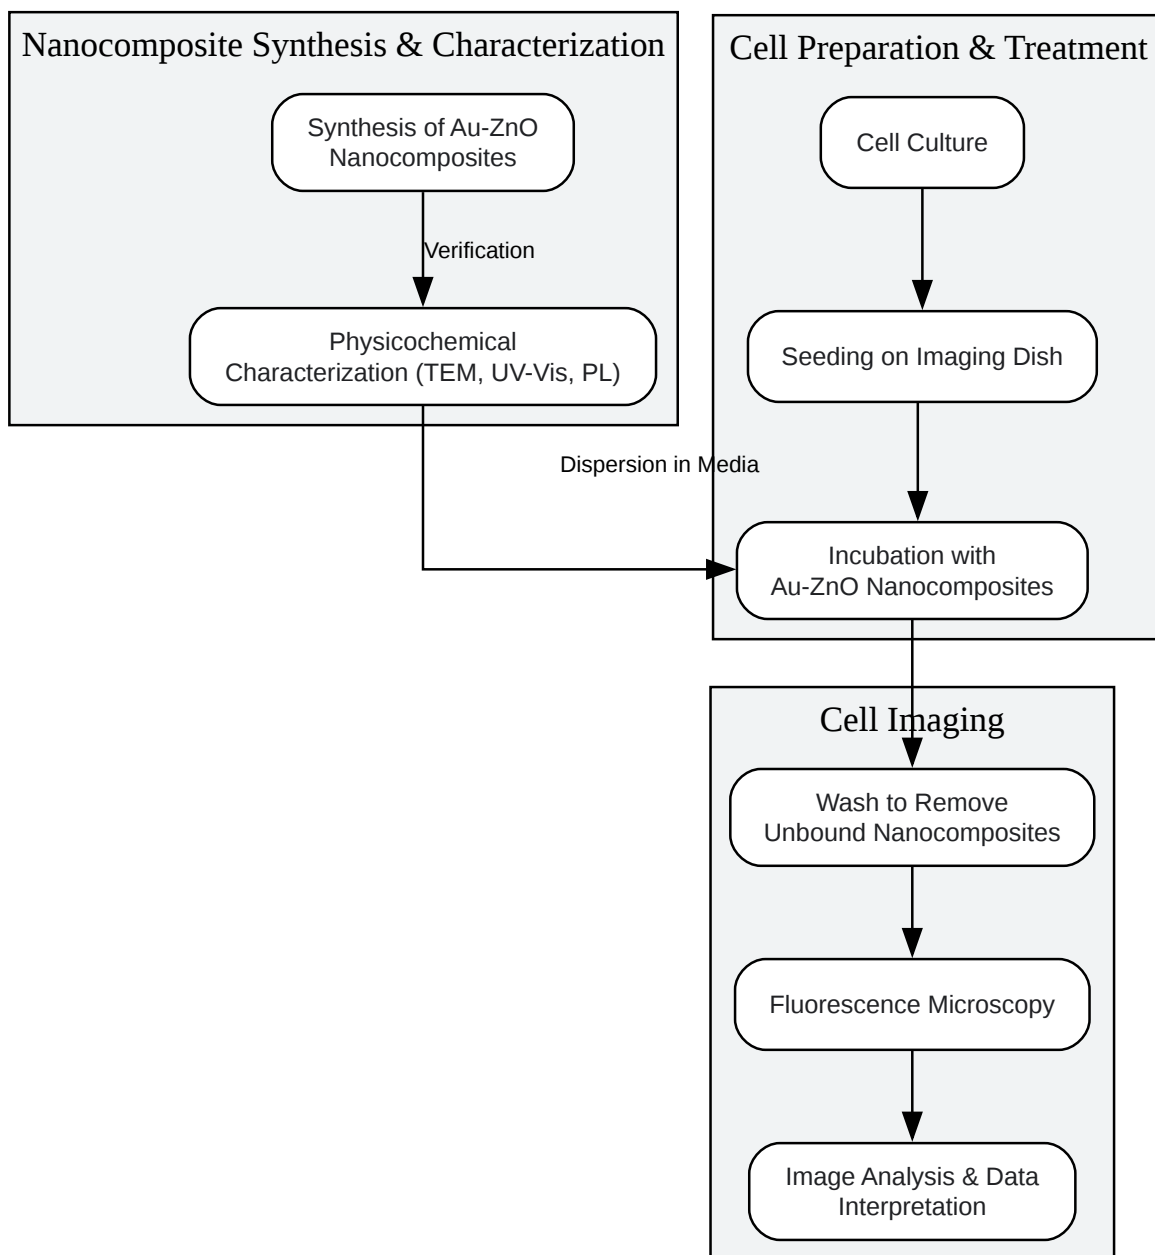 Nanocomposite Synthesis & Characterization
Synthesis of Au-ZnO
Nanocomposites
Verification
Physicochemical
Characterization (TEM, UV-Vis, PL)
Dispersion in Media
Cell Preparation & Treatment
Cell Culture
Seeding on Imaging Dish
Incubation with
Au-ZnO Nanocomposites
Cell Imaging
Wash to Remove
Unbound Nanocomposites
Fluorescence Microscopy
Image Analysis & Data
Interpretation